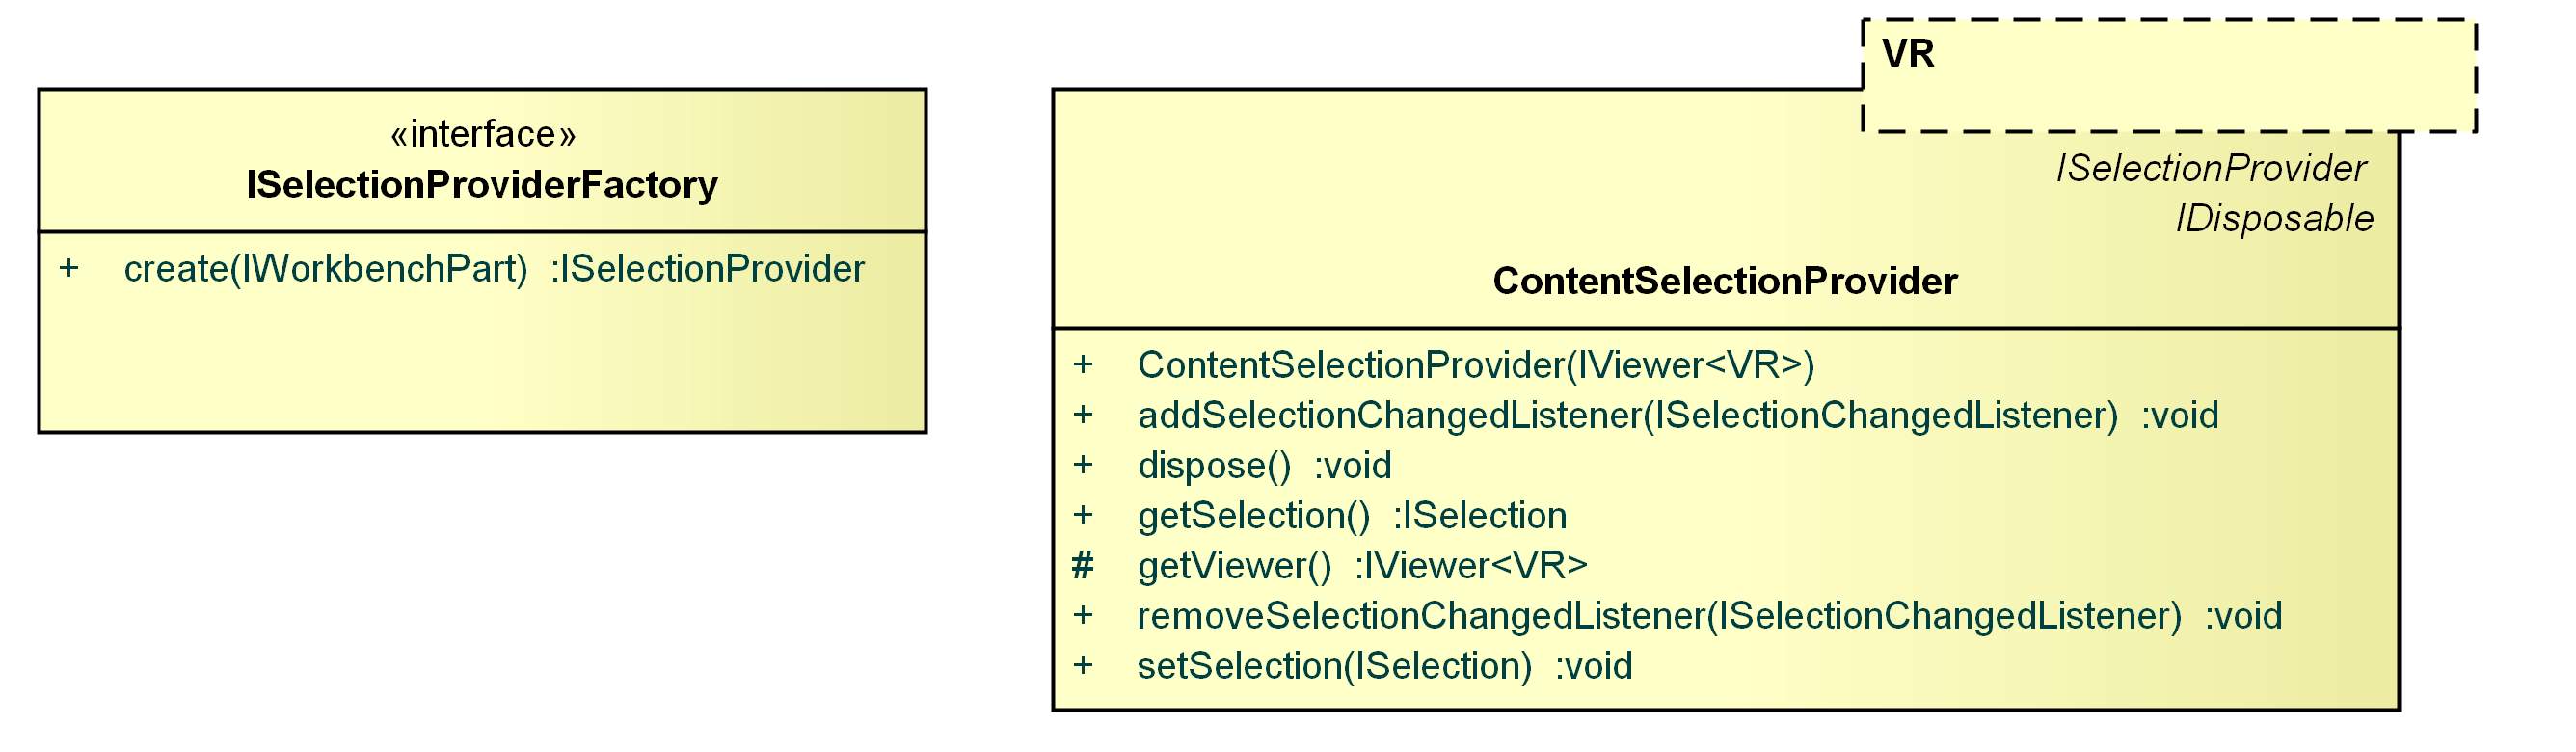 «interface»
ISelectionProviderFactory
+ create(IWorkbenchPart) :ISelectionProvider
VR
ISelectionProvider
IDisposable
ContentSelectionProvider
+ ContentSelectionProvider(IViewer<VR>)
+ addSelectionChangedListener(ISelectionChangedListener) :void
+ dispose() :void
+ getSelection() :ISelection
# getViewer() :IViewer<VR>
+ removeSelectionChangedListener(ISelectionChangedListener) :void
+ setSelection(ISelection) :void